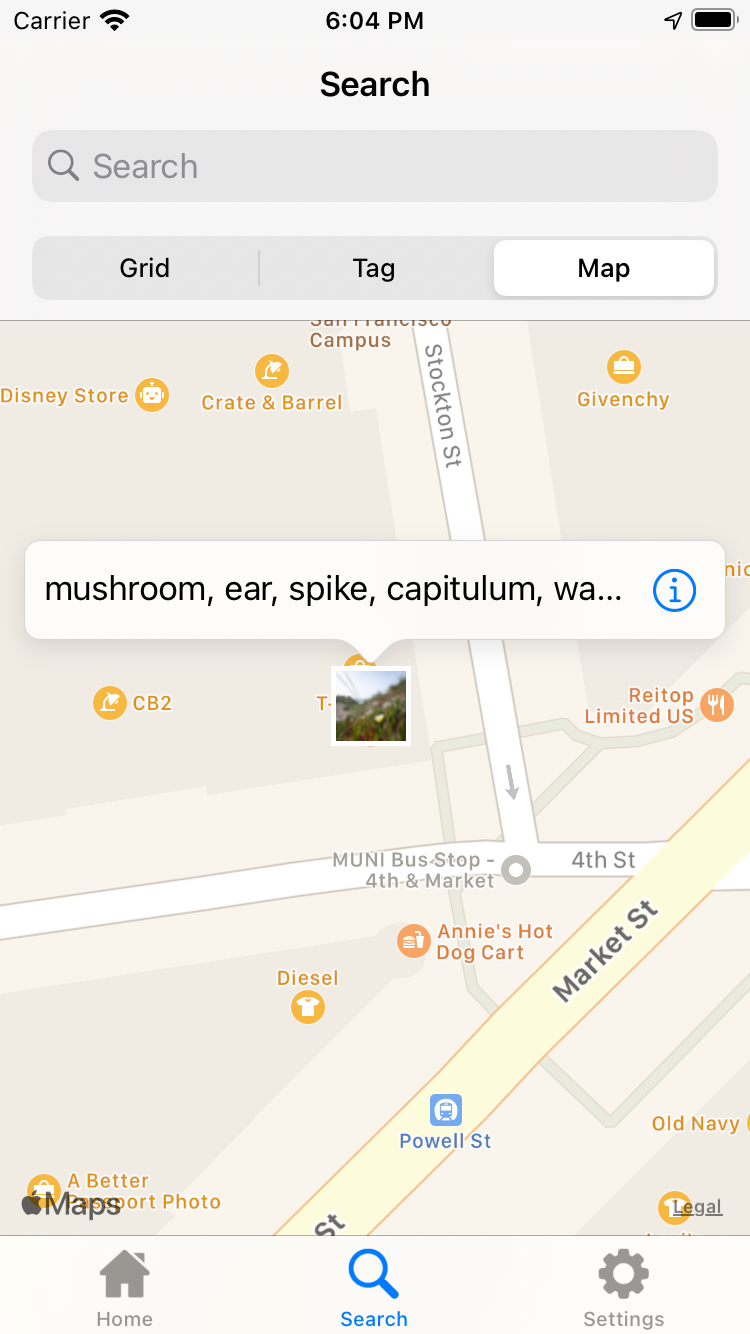 Carrier 6:04 PM
Search
Search
Grid Tag Map
San Francisco
Campus
Stockton St
Disney Store
Crate & Barrel
Givenchy
mushroom, ear, spike, capitulum, wa...
CB2
T-
Reitop
Limited US
MUNI Bus Stop -
4th & Market
4th St
Annie's Hot
Dog Cart
Market St
Diesel
Powell St
Old Navy
A Better
Passport Photo
Maps
St
Legal
Home Search Settings